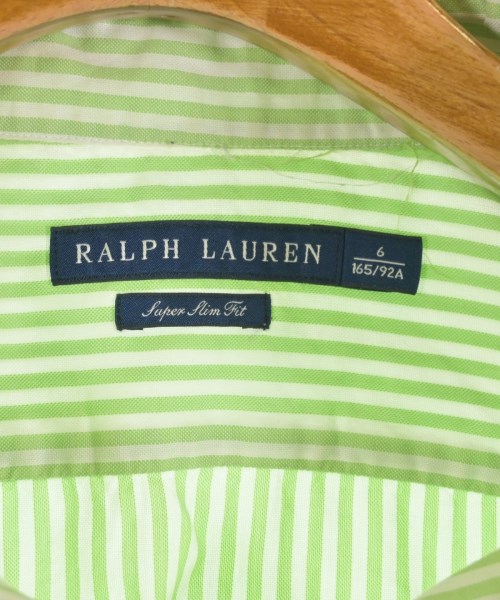 RALPH LAUREN
6
165/92A
Super Slim Fit